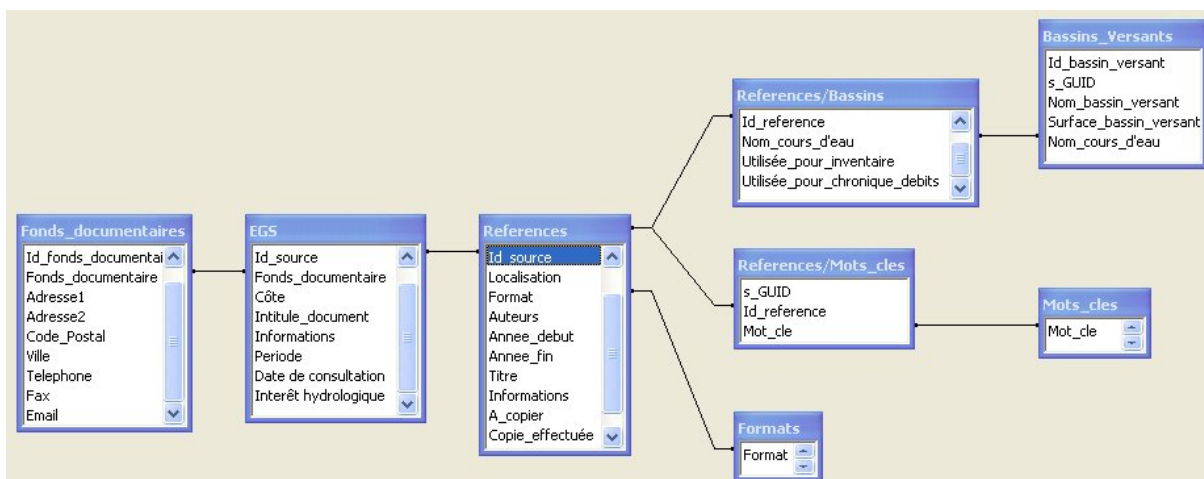 Fonds_documentaires
Id_fonds_documentai
Fonds_documentaire
Adresse1
Adresse2
Code_Postal
Ville
Telephone
Fax
Email
EGS
Id_source
Fonds_documentaire
Côte
Intitule_document
Informations
Periode
Date de consultation
Interêt hydrologique
References
Id_source
Localisation
Format
Auteurs
Annee_debut
Annee_fin
Titre
Informations
A_copier
Copie_effectuée
References/Bassins
Id_reference
Nom_cours_d'eau
Utilisée_pour_inventaire
Utilisée_pour_chronique_debits
Bassins_Versants
Id_bassin_versant
s_GUID
Nom_bassin_versant
Surface_bassin_versant
Nom_cours_d'eau
References/Mots_cles
s_GUID
Id_reference
Mot_cle
Mots_cles
Mot_cle
Formats
Format